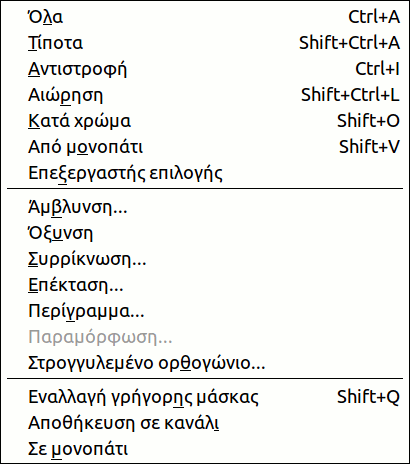 Όλα Ctrl+A
Τίποτα Shift+Ctrl+A
Αντιστροφή Ctrl+I
Αιώρηση Shift+Ctrl+L
Κατά χρώμα Shift+O
Από μονοπάτι Shift+V
Επεξεργαστής επιλογής
Άμβλυνση...
Όξυνση
Συρρίκνωση...
Επέκταση...
Περίγραμμα...
Παραμόρφωση...
Στρογγυλεμένο ορθογώνιο...
Εναλλαγή γρήγορης μάσκας Shift+Q
Αποθήκευση σε κανάλι
Σε μονοπάτι